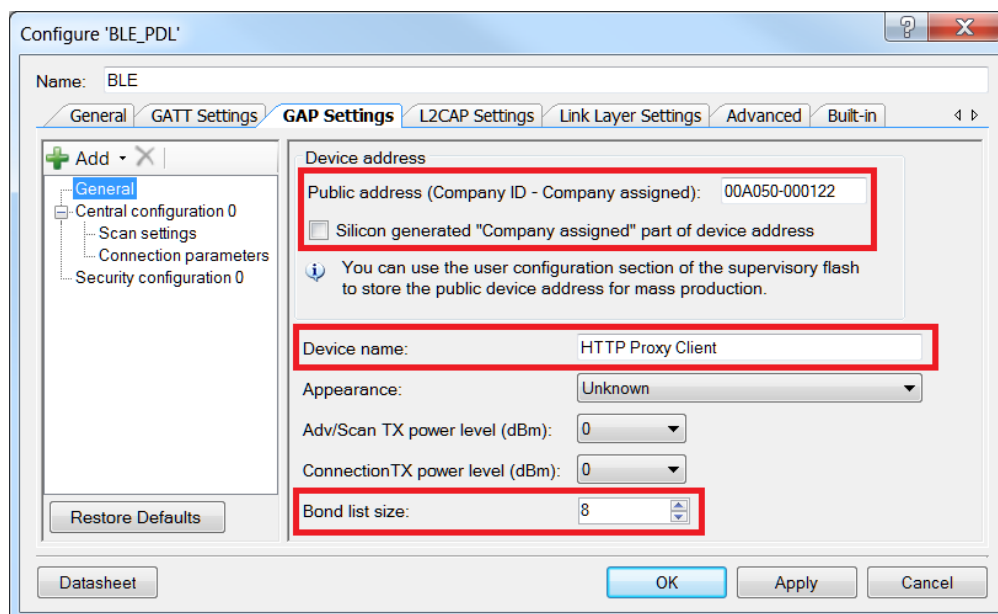 Configure 'BLE_PDL'
Name: BLE
General GATT Settings GAP Settings L2CAP Settings Link Layer Settings Advanced Built-in
Add
General
Central configuration 0
Scan settings
Connection parameters
Security configuration 0
Restore Defaults
Device address
Public address (Company ID - Company assigned): 00A050-000122
Silicon generated "Company assigned" part of device address
You can use the user configuration section of the supervisory flash
to store the public device address for mass production.
Device name: HTTP Proxy Client
Appearance: Unknown
Adv/Scan TX power level (dBm): 0
ConnectionTX power level (dBm): 0
Bond list size: 8
Datasheet OK Apply Cancel